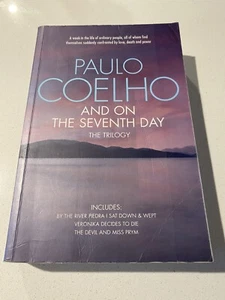 A week in the life of ordinary people, all of whom find
themselves suddenly confronted by love, death and power
PAULO
COELHO
AND ON
THE SEVENTH DAY
THE TRILOGY
INCLUDES:
BY THE RIVER PIEDRA I SAT DOWN & WEPT
VERONIKA DECIDES TO DIE
THE DEVIL AND MISS PRYM